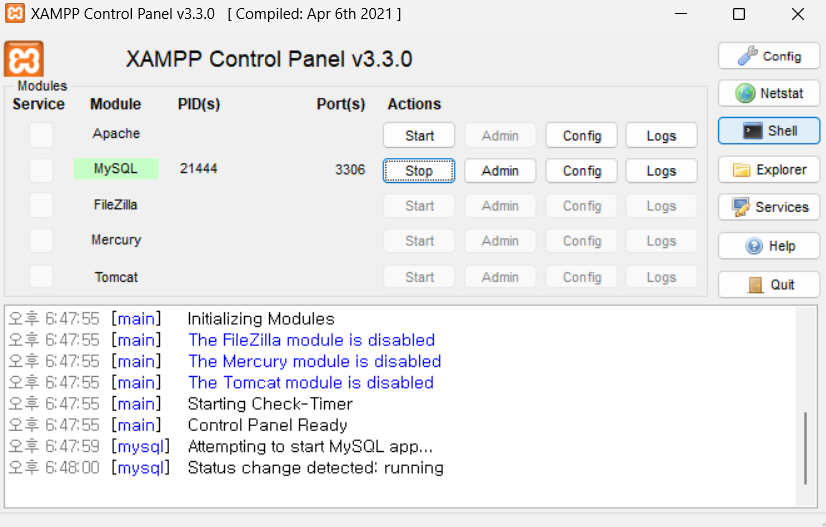 XAMPP Control Panel v3.3.0 [ Compiled: Apr 6th 2021 ]
XAMPP Control Panel v3.3.0
Config
Modules
Service Module PID(s) Port(s) Actions
Netstat
Apache Start Admin Config Logs
Shell
MySQL 21444 3306 Stop Admin Config Logs
Explorer
FileZilla Start Admin Config Logs
Services
Mercury Start Admin Config Logs
Help
Tomcat Start Admin Config Logs
Quit
오후 6:47:55 [main] Initializing Modules
오후 6:47:55 [main] The FileZilla module is disabled
오후 6:47:55 [main] The Mercury module is disabled
오후 6:47:55 [main] The Tomcat module is disabled
오후 6:47:55 [main] Starting Check-Timer
오후 6:47:55 [main] Control Panel Ready
오후 6:47:59 [mysql] Attempting to start MySQL app...
오후 6:48:00 [mysql] Status change detected: running